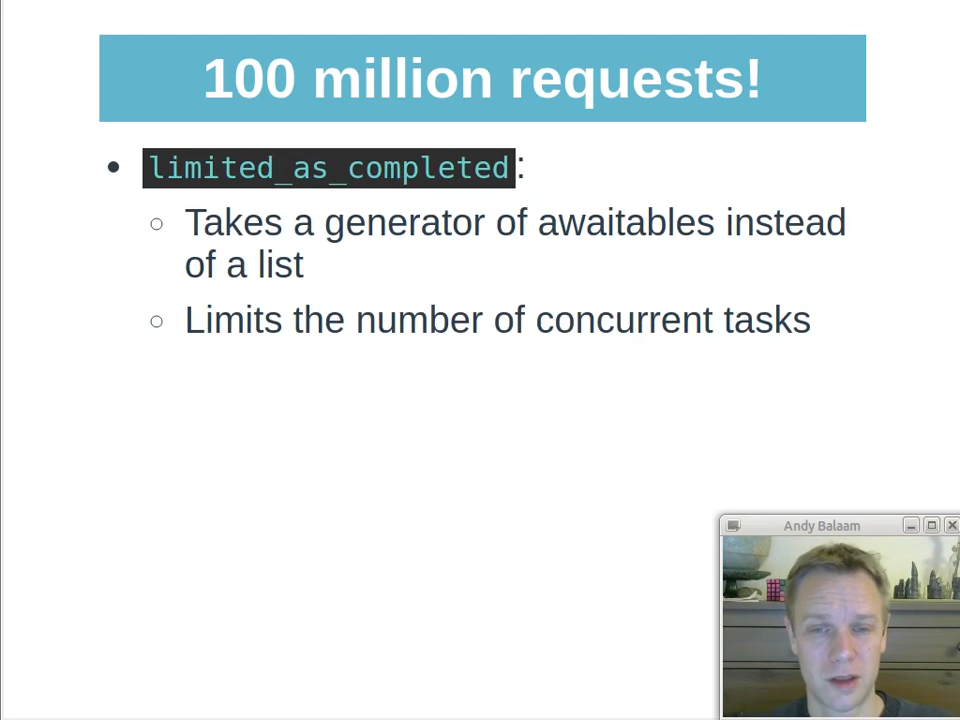 100 million requests!
limited_as_completed:
Takes a generator of awaitables instead
of a list
Limits the number of concurrent tasks
Andy Balaam